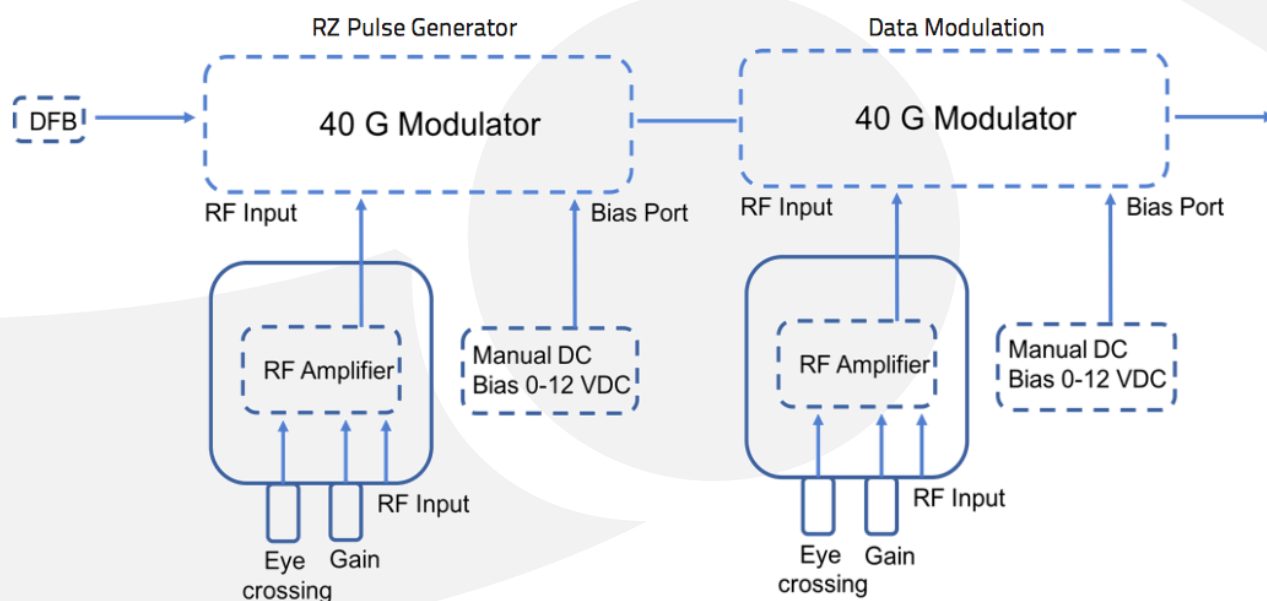 RZ Pulse Generator
Data Modulation
DFB
40 G Modulator
40 G Modulator
RF Input
Bias Port
RF Input
Bias Port
RF Amplifier
Manual DC
Bias 0-12 VDC
RF Amplifier
Manual DC
Bias 0-12 VDC
RF Input
RF Input
Eye
crossing
Gain
Eye
crossing
Gain